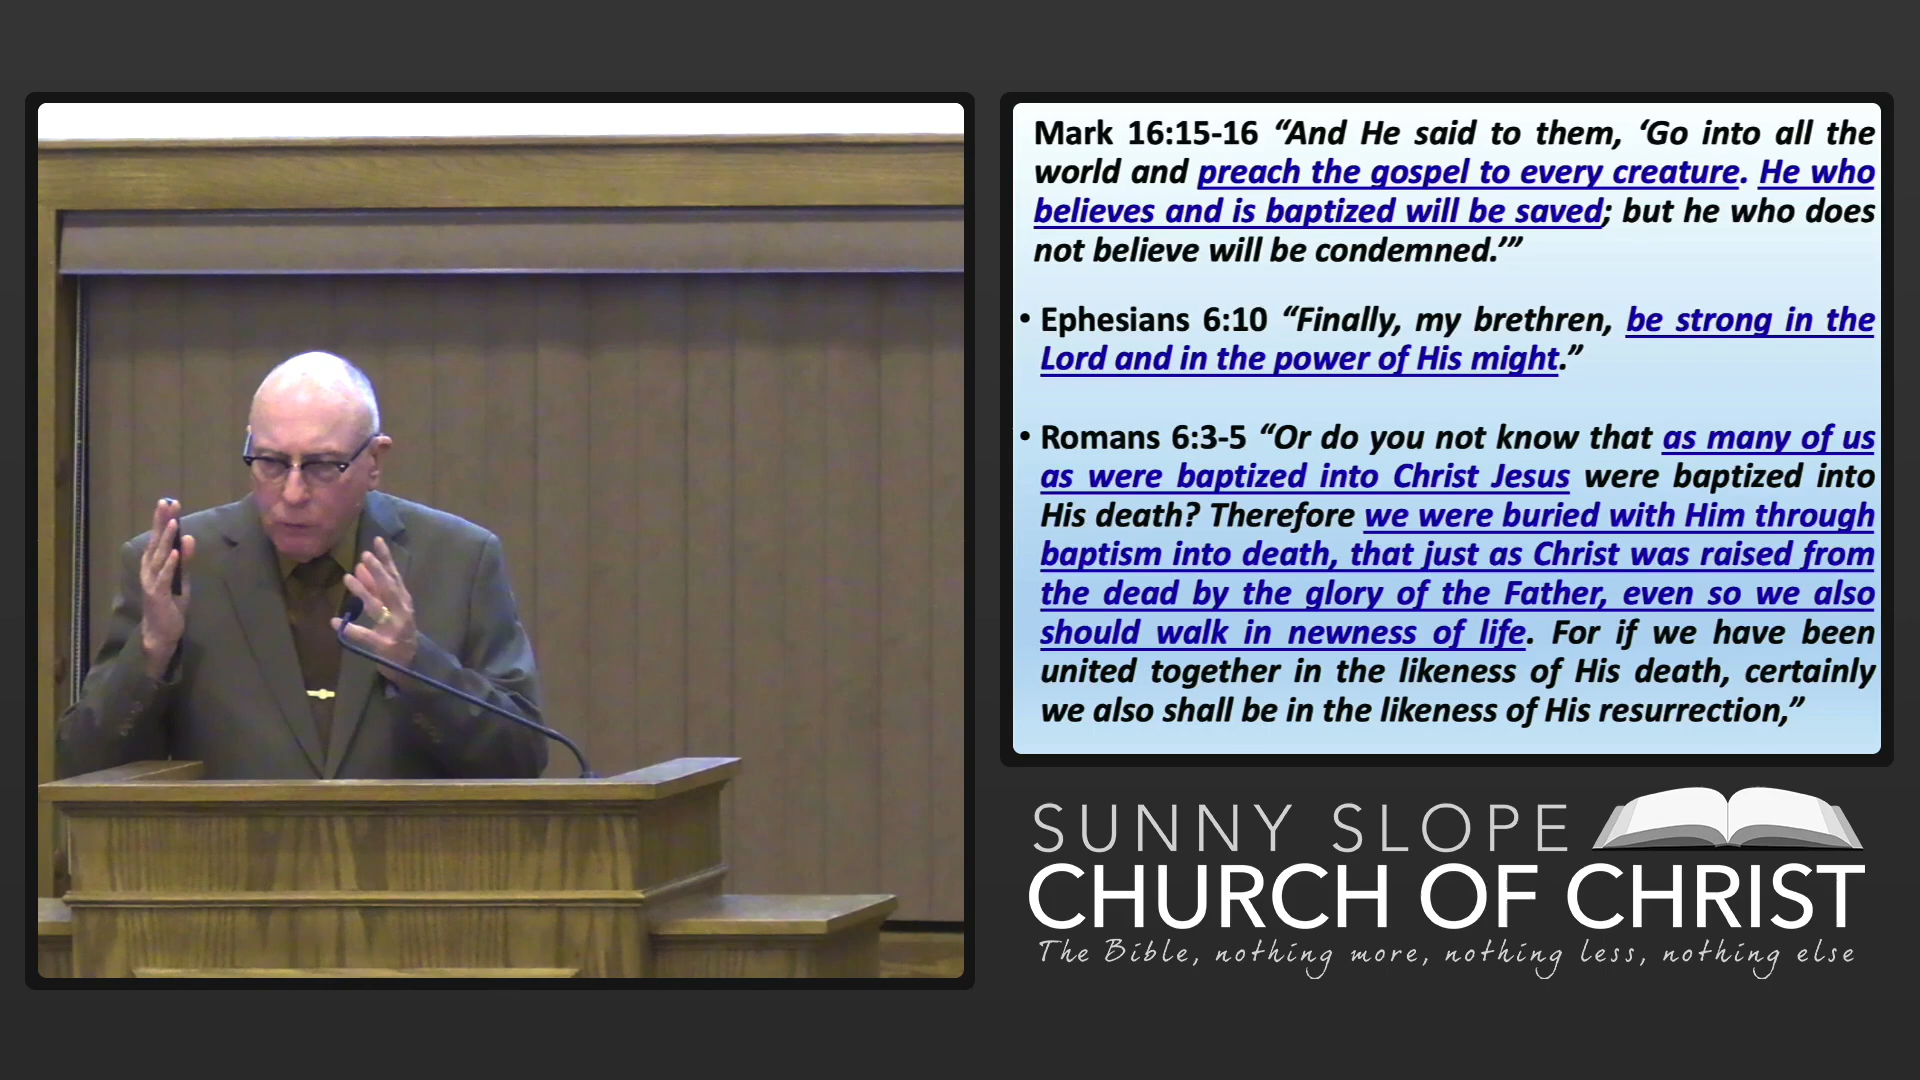 Mark 16:15-16 “And He said to them, ‘Go into all the
world and preach the gospel to every creature. He who
believes and is baptized will be saved; but he who does
not believe will be condemned.’”
• Ephesians 6:10 “Finally, my brethren, be strong in the
Lord and in the power of His might.”
• Romans 6:3-5 “Or do you not know that as many of us
as were baptized into Christ Jesus were baptized into
His death? Therefore we were buried with Him through
baptism into death, that just as Christ was raised from
the dead by the glory of the Father, even so we also
should walk in newness of life. For if we have been
united together in the likeness of His death, certainly
we also shall be in the likeness of His resurrection,”
SUNNY SLOPE
CHURCH OF CHRIST
The Bible, nothing more, nothing less, nothing else